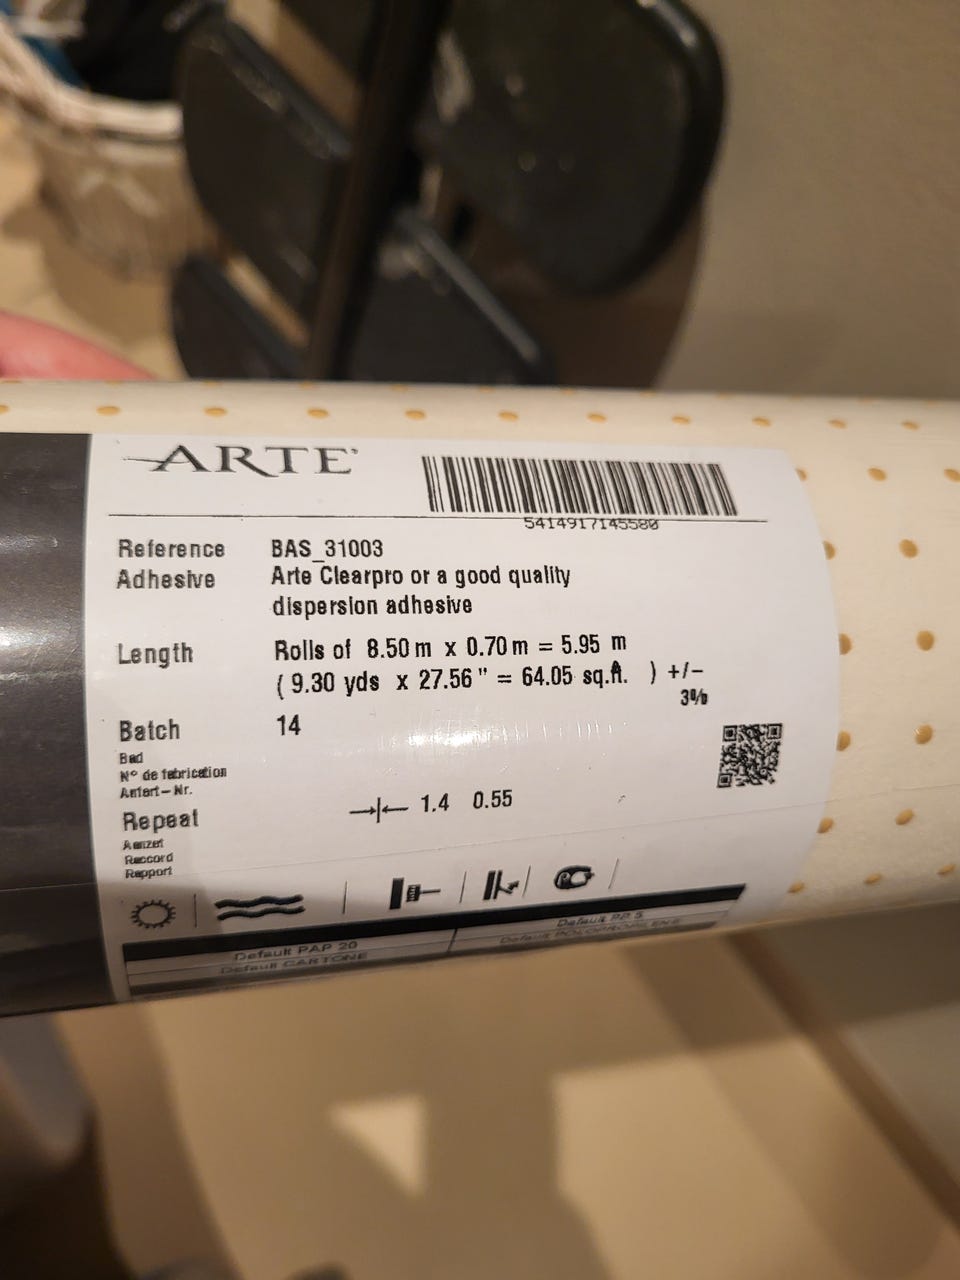 ARTE
5414917145580
Reference BAS_31003
Adhesive Arte Clearpro or a good quality
dispersion adhesive
Length Rolls of 8.50 m x 0.70 m = 5.95 m
( 9.30 yds x 27.56 " = 64.05 sq.ft. ) +/-
3%
Batch 14
Bad
N° de fabrication
Anfert-Nr.
Repeat 1.4 0.55
Aanzet
Raccord
Rapport
Default PAP 20 Default PP 5
Default CARTONE Default POLOPROPILENE